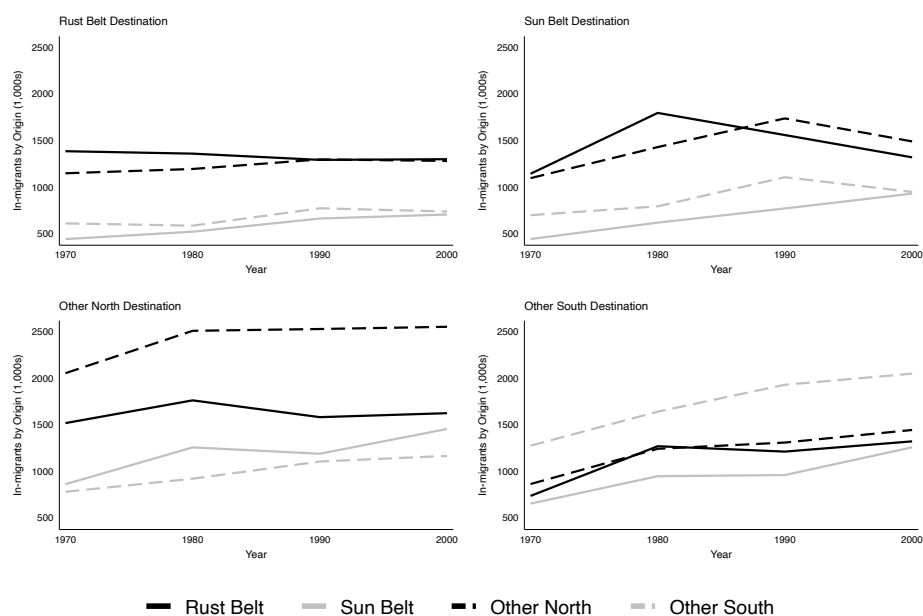 Rust Belt Destination
In-migrants by Origin (1,000s)
2500
2000
1500
1000
500
1970 1980 1990 2000
Year
Sun Belt Destination
In-migrants by Origin (1,000s)
2500
2000
1500
1000
500
1970 1980 1990 2000
Year
Other North Destination
In-migrants by Origin (1,000s)
2500
2000
1500
1000
500
1970 1980 1990 2000
Year
Other South Destination
In-migrants by Origin (1,000s)
2500
2000
1500
1000
500
1970 1980 1990 2000
Year
Rust Belt Sun Belt Other North Other South